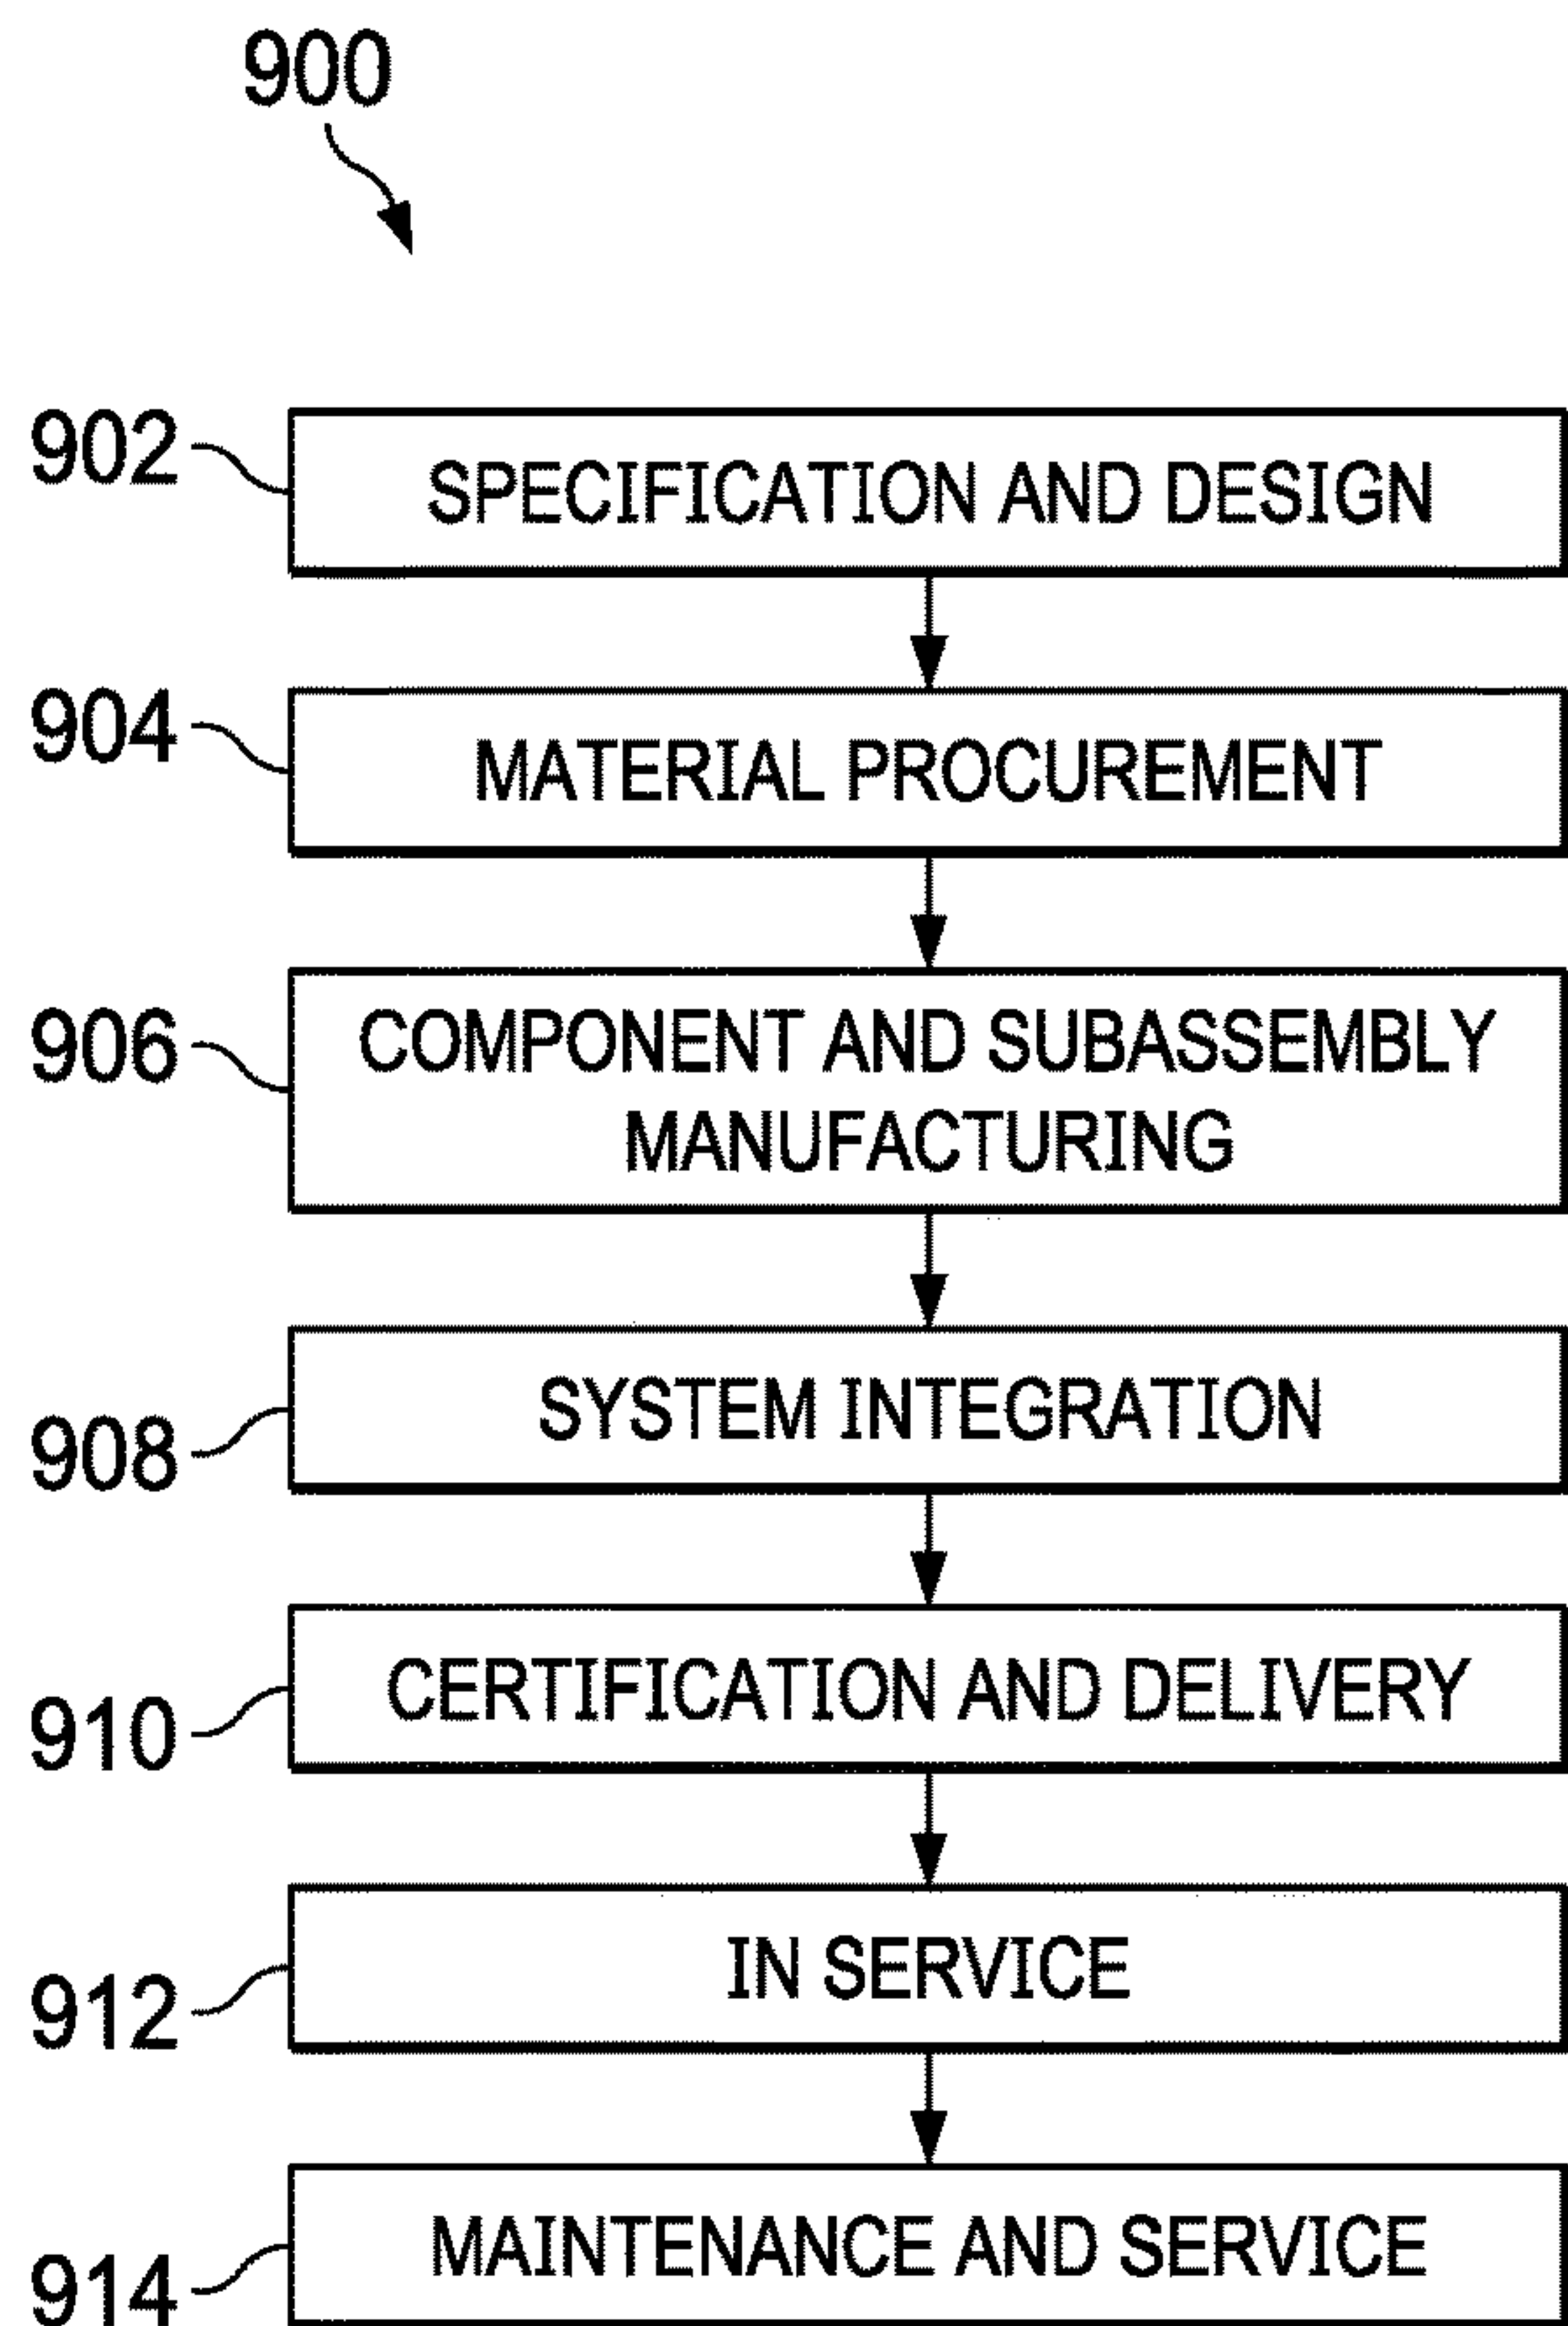 900
902
SPECIFICATION AND DESIGN
904
MATERIAL PROCUREMENT
906
COMPONENT AND SUBASSEMBLY
MANUFACTURING
908
SYSTEM INTEGRATION
910
CERTIFICATION AND DELIVERY
912
IN SERVICE
914
MAINTENANCE AND SERVICE